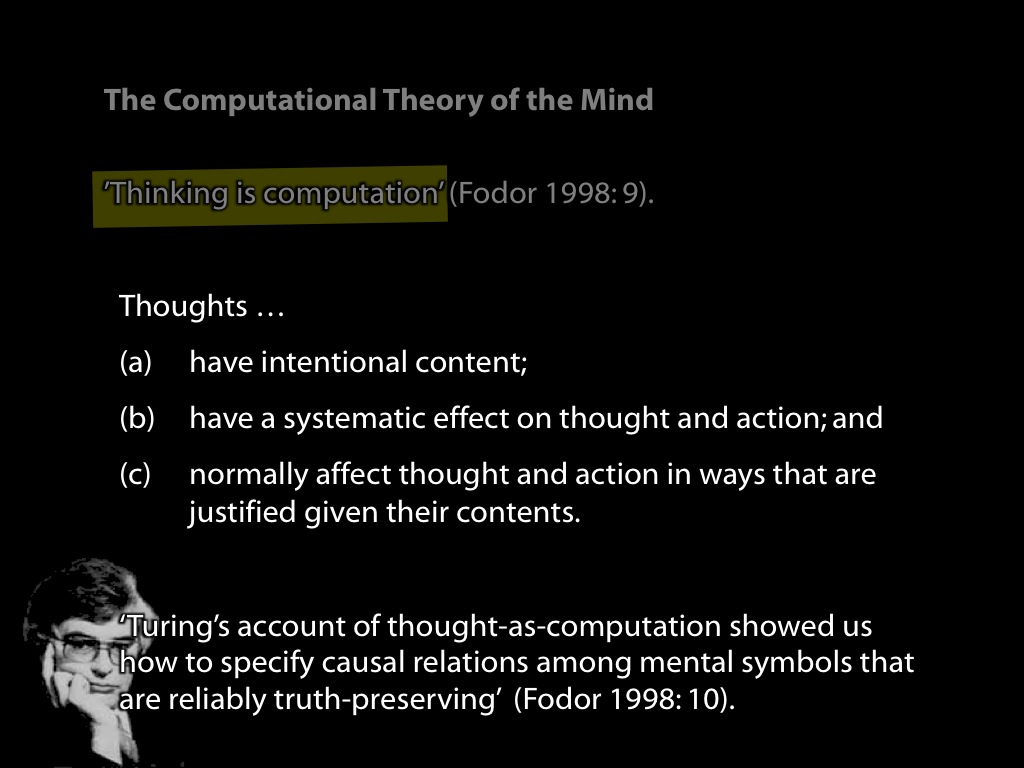 The Computational Theory of the Mind
’Thinking is computation’ (Fodor 1998: 9).
Thoughts …
(a) have intentional content;
(b) have a systematic effect on thought and action; and
(c) normally affect thought and action in ways that are
justified given their contents.
‘Turing’s account of thought-as-computation showed us
how to specify causal relations among mental symbols that
are reliably truth-preserving’ (Fodor 1998: 10).